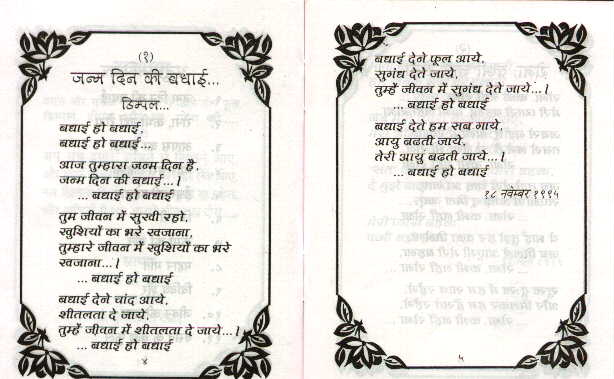 (१)
जन्म दिन की बधाई...
डिम्पल...
बधाई हो बधाई,
बधाई हो बधाई...
आज तुम्हारा जन्म दिन है,
जन्म दिन की बधाई...।
... बधाई हो बधाई
तुम जीवन में सुखी रहो,
खुशियों का भरे खजाना,
तुम्हारे जीवन में खुशियों का भरे
खजाना...।
... बधाई हो बधाई
बधाई देने चांद आये,
शीतलता दे जाये,
तुम्हें जीवन में शीतलता दे जाये...।
... बधाई हो बधाई
४
बधाई देने फूल आये,
सुगंध देते जाये,
तुम्हें जीवन में सुगंध देते जाये...।
... बधाई हो बधाई
बधाई देते हम सब गाये,
आयु बढती जाये,
तेरी आयु बढती जाये...।
... बधाई हो बधाई
१८ नवेम्बर १९९५
५